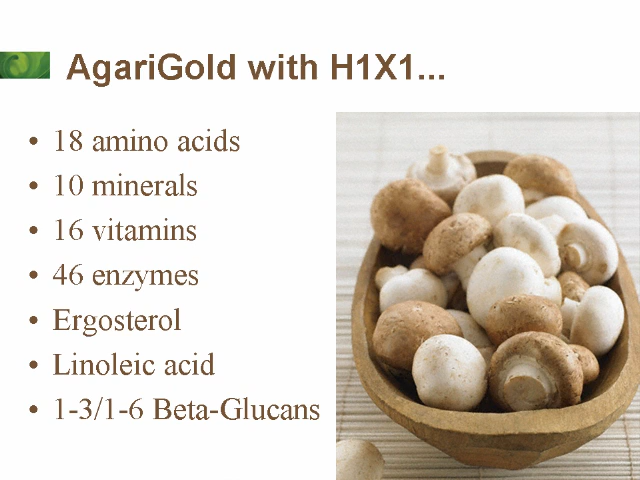 AgariGold with H1X1...
• 18 amino acids
• 10 minerals
• 16 vitamins
• 46 enzymes
• Ergosterol
• Linoleic acid
• 1-3/1-6 Beta-Glucans